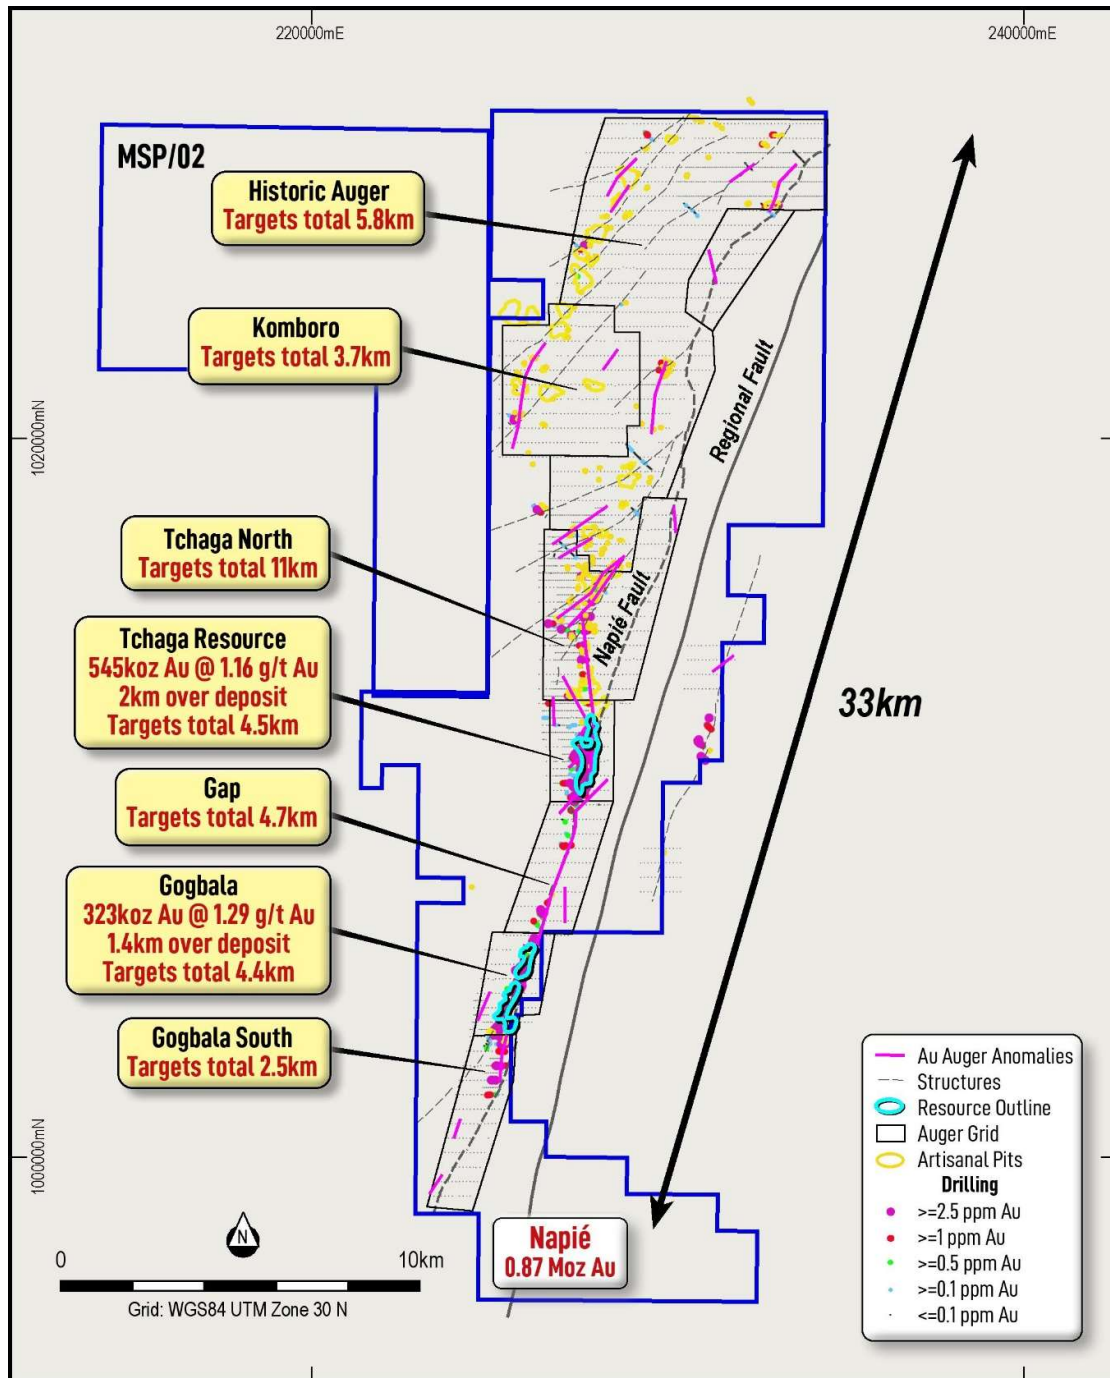 220000mE
240000mE
MSP/02
Historic Auger
Targets total 5.8km
Komboro
Targets total 3.7km
1020000mN
Regional Fault
Tchaga North
Targets total 11km
Napié Fault
Tchaga Resource
545koz Au @ 1.16 g/t Au
2km over deposit
Targets total 4.5km
33km
Gap
Targets total 4.7km
Gogbala
323koz Au @ 1.29 g/t Au
1.4km over deposit
Targets total 4.4km
Gogbala South
Targets total 2.5km
1000000mN
Au Auger Anomalies
Structures
Resource Outline
Auger Grid
Artisanal Pits
Drilling
>=2.5 ppm Au
>=1 ppm Au
>=0.5 ppm Au
>=0.1 ppm Au
<=0.1 ppm Au
N
Napié
0.87 Moz Au
0
10km
Grid: WGS84 UTM Zone 30 N